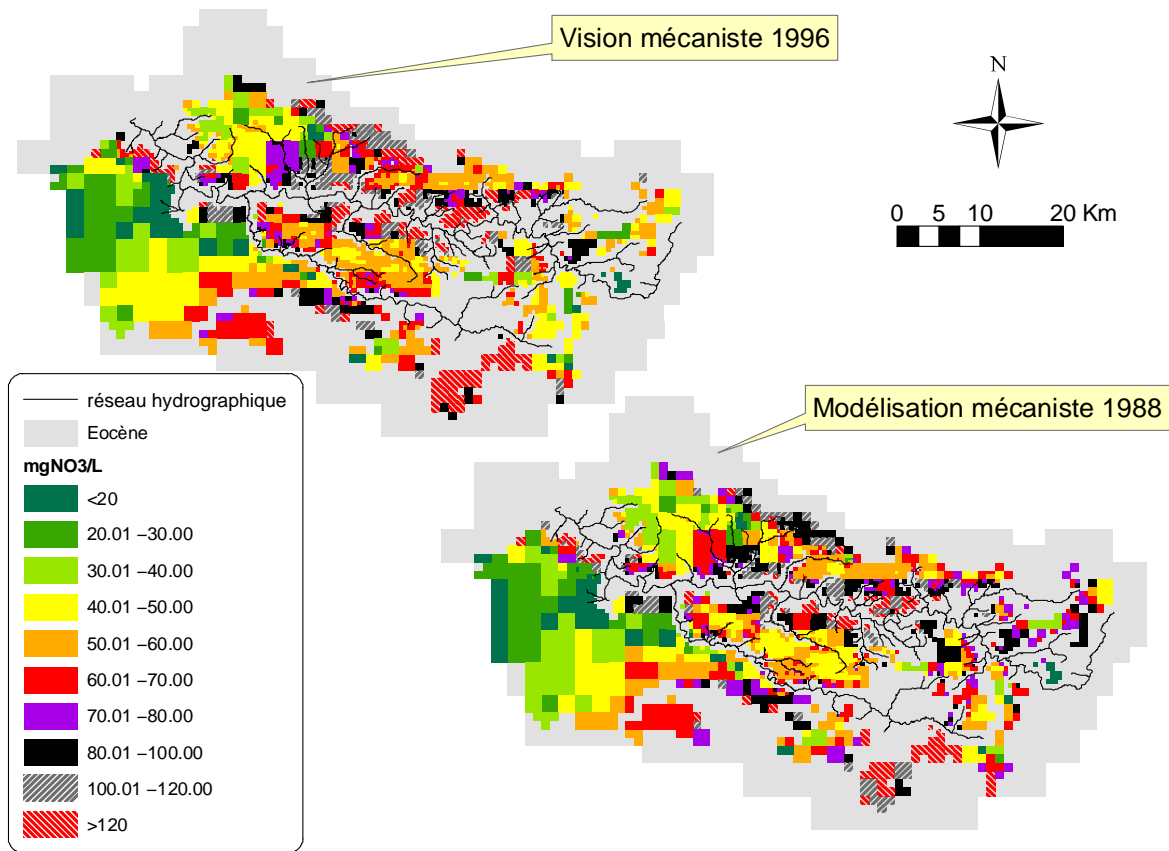 Vision mécaniste 1996
N
0 5 10 20 Km
réseau hydrographique
Eocène
mgNO3/L
<20
20.01 –30.00
30.01 –40.00
40.01 –50.00
50.01 –60.00
60.01 –70.00
70.01 –80.00
80.01 –100.00
100.01 –120.00
>120
Modélisation mécaniste 1988